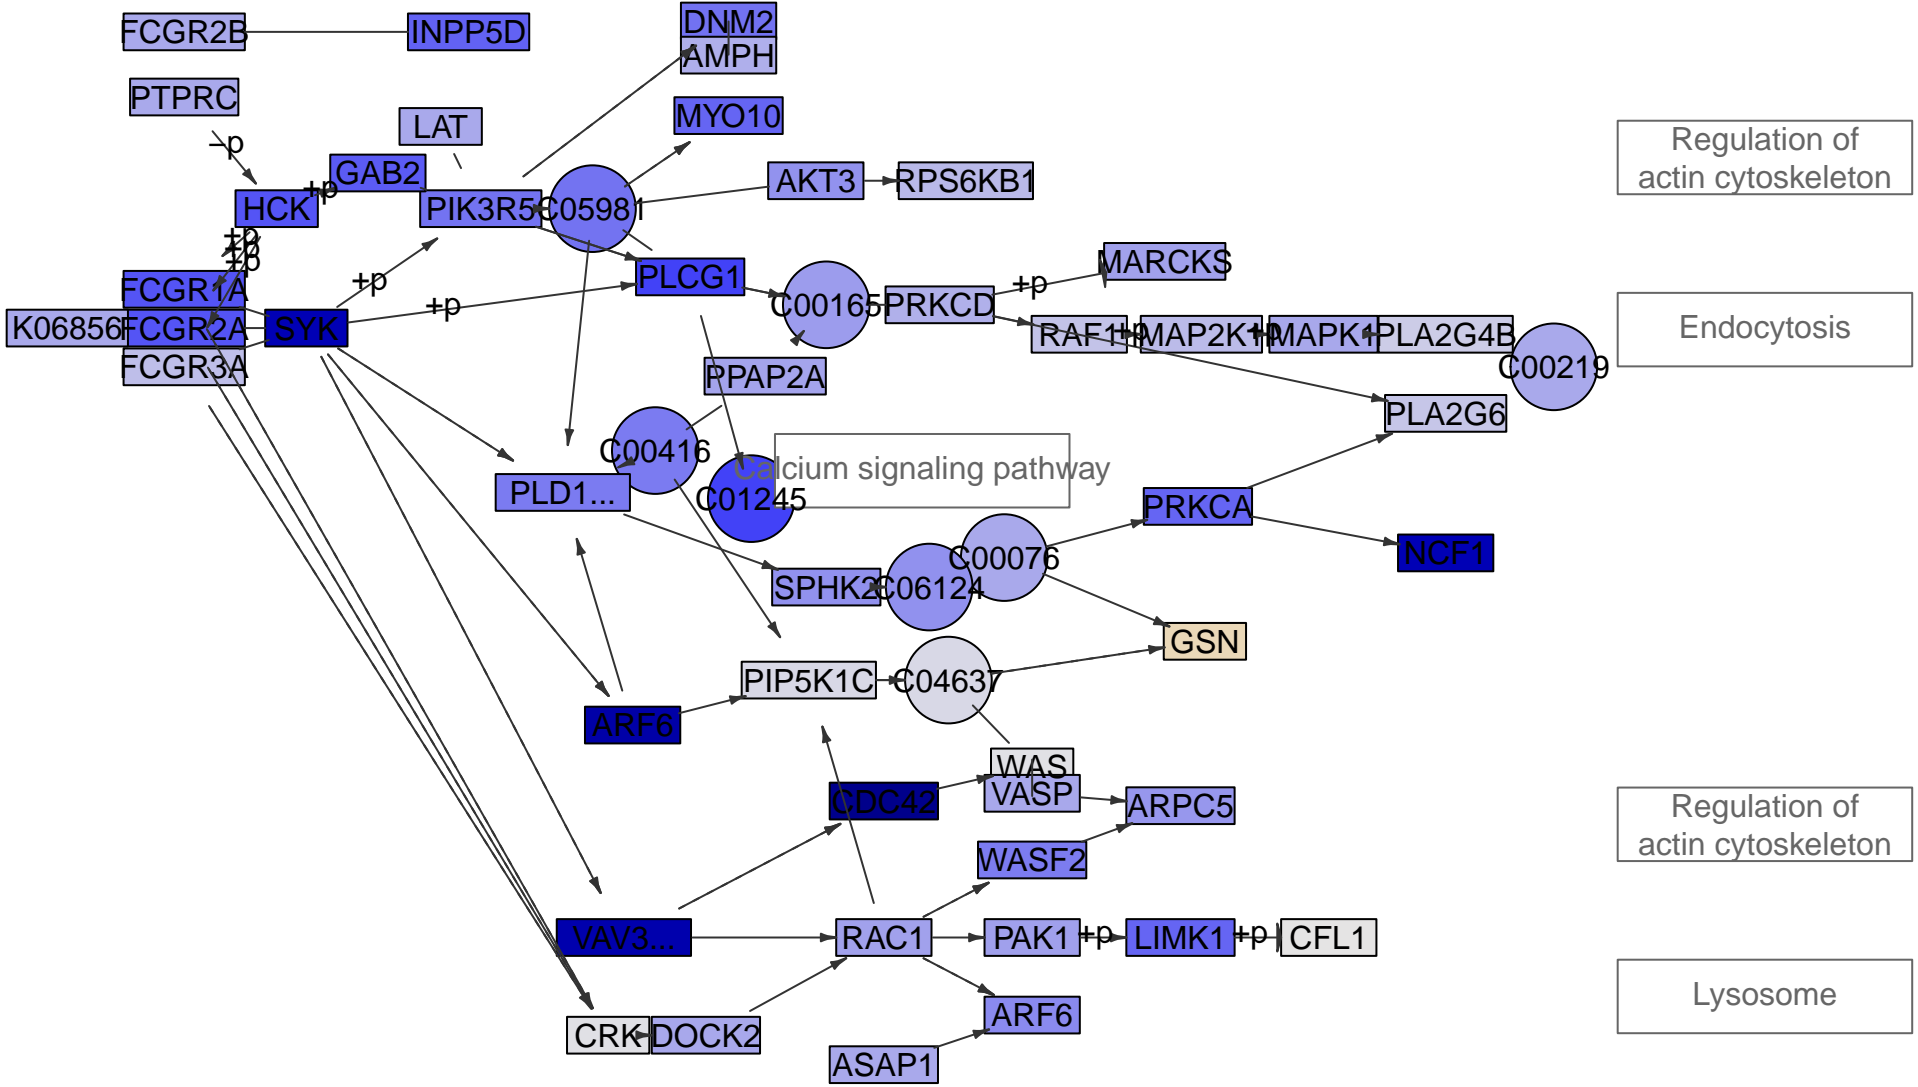 FCGR2B
INPP5D
DNM2
AMPH
PTPRC
LAT
MYO10
Regulation of
actin cytoskeleton
–p
GAB2
+p
HCK
PIK3R5
C05981
AKT3
RPS6KB1
+p
+p
+p
FCGR1A
+p
PLCG1
+p
C00165
PRKCD
+p
MARCKS
K06856
FCGR2A
SYK
RAF1
+p
MAP2K1
+p
MAPK1
PLA2G4B
C00219
Endocytosis
FCGR3A
PPAP2A
PLA2G6
C00416
Calcium signaling pathway
PLD1...
C01245
PRKCA
NCF1
C00076
SPHK2
C06124
GSN
PIP5K1C
C04637
ARF6
WAS
VASP
CDC42
ARPC5
Regulation of
actin cytoskeleton
WASF2
VAV3...
RAC1
PAK1
+p
LIMK1
+p
CFL1
Lysosome
ARF6
CRK
DOCK2
ASAP1